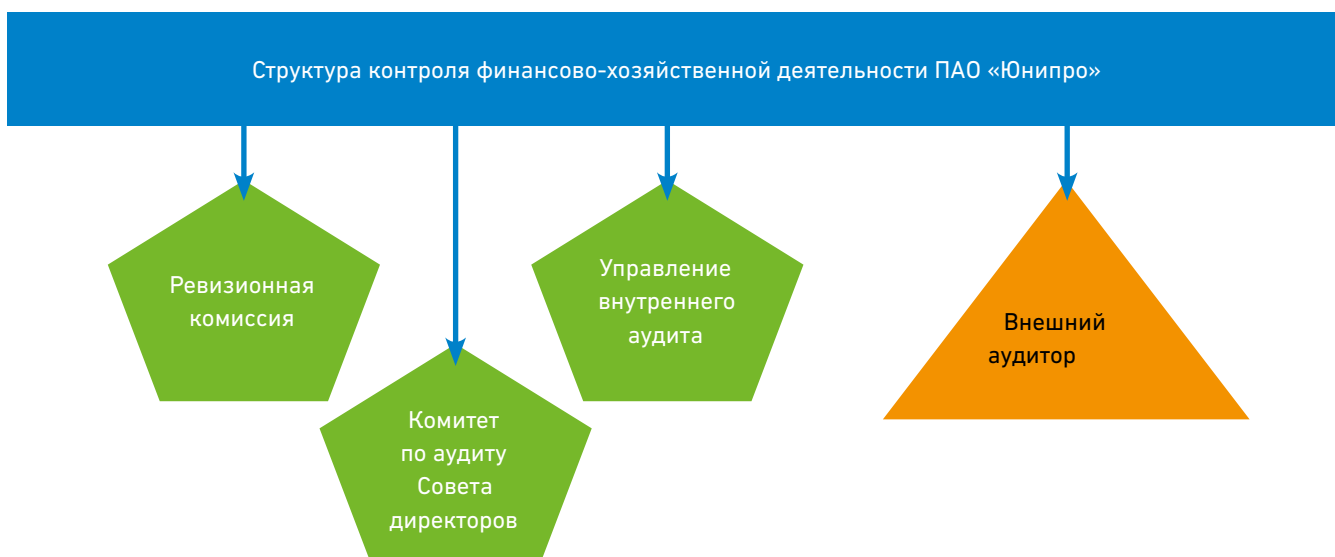 Структура контроля финансово-хозяйственной деятельности ПАО «Юнипро»
Ревизионная
комиссия
Комитет
по аудиту
Совета
директоров
Управление
внутреннего
аудита
Внешний
аудитор